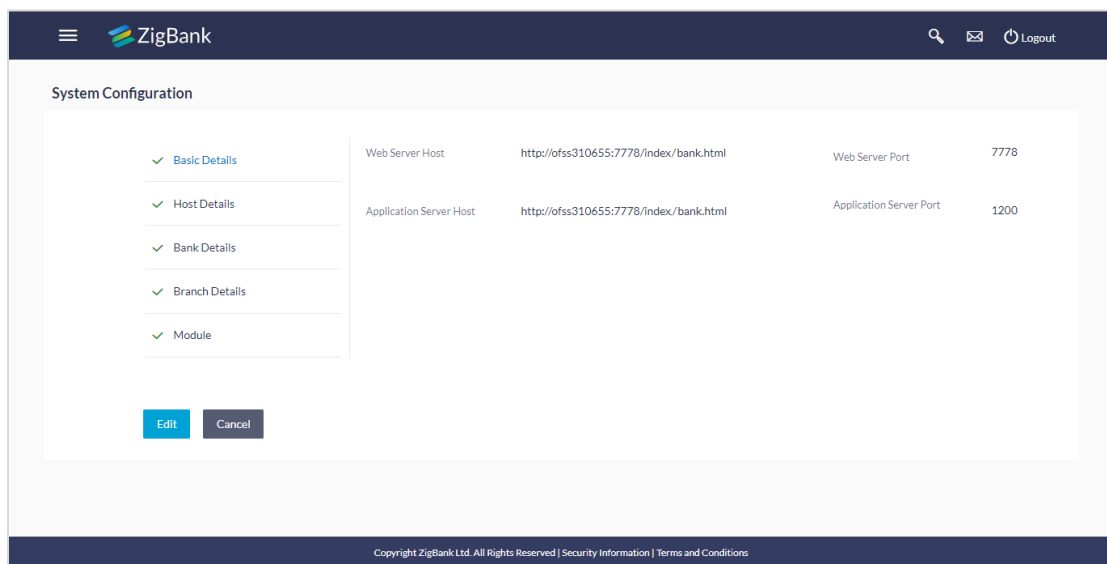 ZigBank
Logout
System Configuration
Basic Details
Host Details
Bank Details
Branch Details
Module
Web Server Host http://ofss310655:7778/index/bank.html Web Server Port 7778
Application Server Host http://ofss310655:7778/index/bank.html Application Server Port 1200
Edit Cancel
Copyright ZigBank Ltd. All Rights Reserved | Security Information | Terms and Conditions